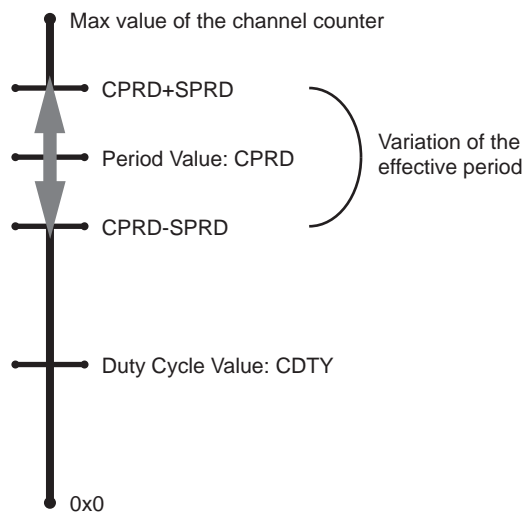 Max value of the channel counter
CPRD+SPRD
Period Value: CPRD
Variation of the
effective period
CPRD-SPRD
Duty Cycle Value: CDTY
0x0